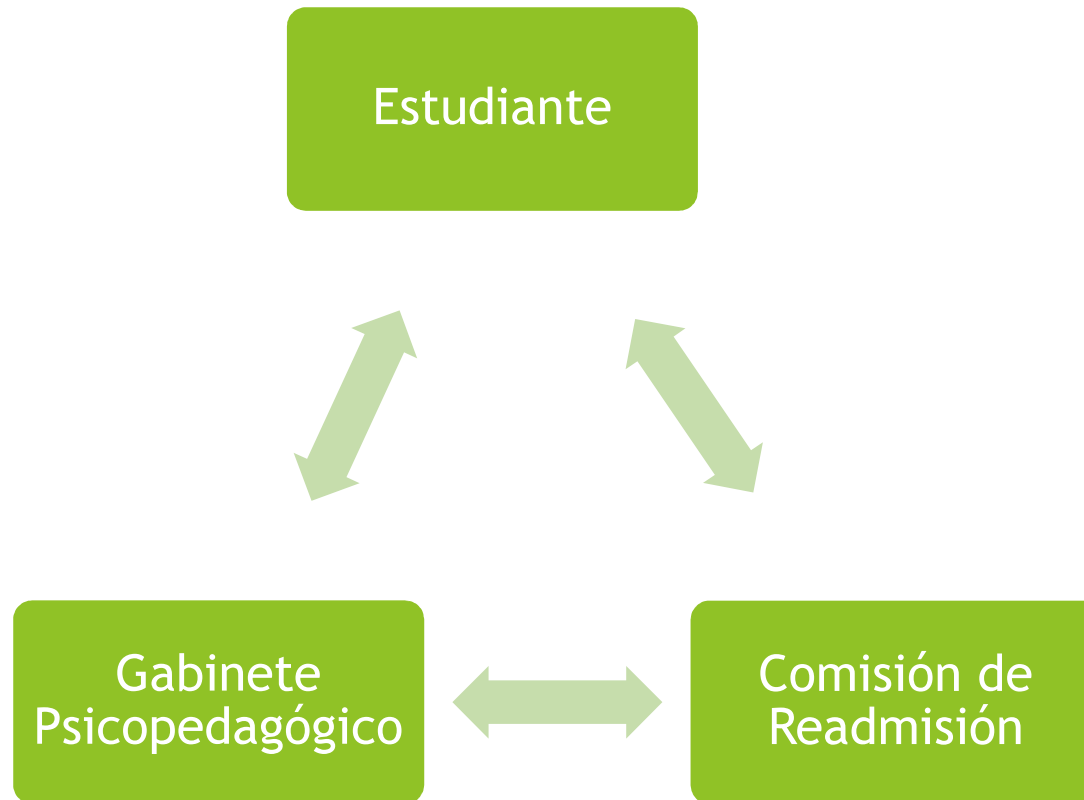 Estudiante
Gabinete
Psicopedagógico
Comisión de
Readmisión